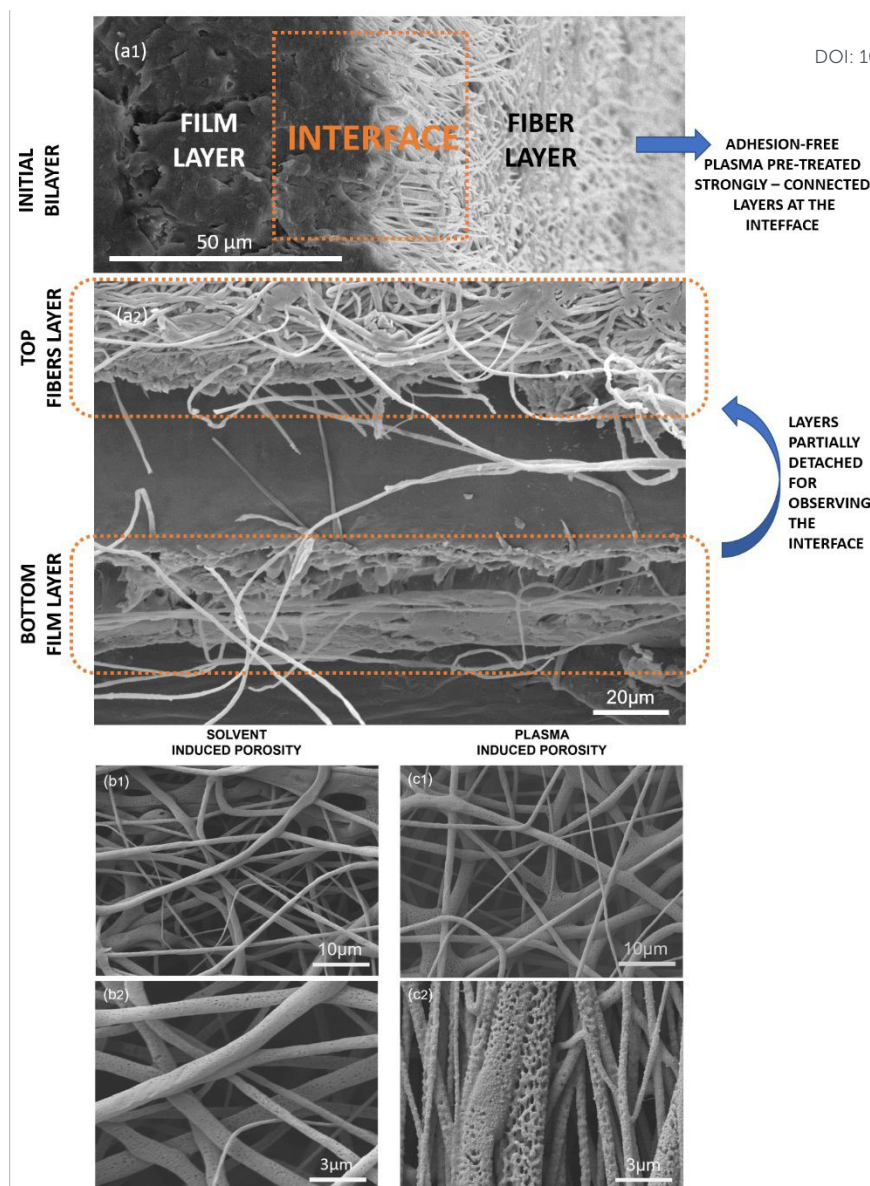 DOI: 10
(a1)
FILM
LAYER
INTERFACE
FIBER
LAYER
50 µm
INITIAL
BILAYER
ADHESION-FREE
PLASMA PRE-TREATED
STRONGLY – CONNECTED
LAYERS AT THE
INTEFFACE
(a2)
TOP
FIBERS LAYER
LAYERS
PARTIALLY
DETACHED
FOR
OBSERVING
THE
INTERFACE
BOTTOM
FILM LAYER
20µm
SOLVENT
INDUCED POROSITY
PLASMA
INDUCED POROSITY
(b1)
10µm
(c1)
10µm
(b2)
3µm
(c2)
3µm